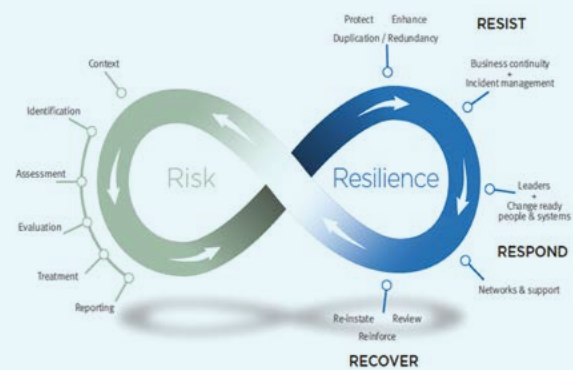 Context
Identification
Assessment
Evaluation
Treatment
Reporting
Risk
Resilience
Protect Enhance
Duplication / Redundancy
RESIST
Business continuity
+
Incident management
Leaders
+
Change ready
people & systems
RESPOND
Networks & support
Re-instate Review
Reinforce
RECOVER